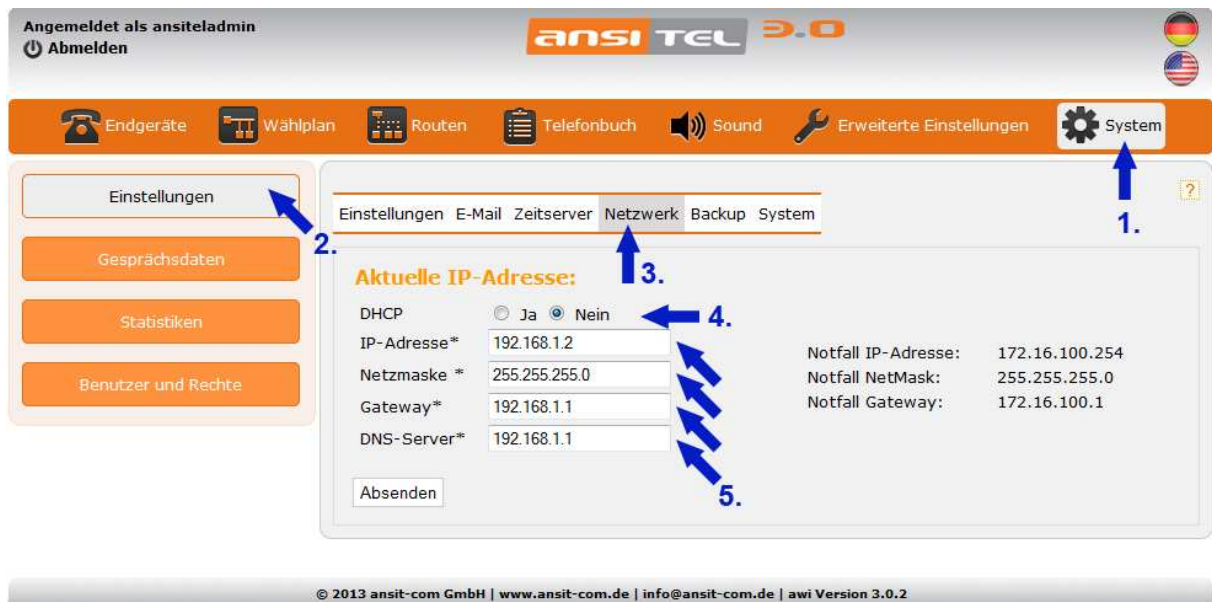 Angemeldet als ansiteladmin
Abmelden
ansi TEL 3.0
Endgeräte Wählplan Routen Telefonbuch Sound Erweiterte Einstellungen System
1.
Einstellungen
2.
Gesprächsdaten
Statistiken
Benutzer und Rechte
?
Einstellungen E-Mail Zeitserver Netzwerk Backup System
3.
Aktuelle IP-Adresse:
DHCP Ja Nein
4.
IP-Adresse* 192.168.1.2
Netzmaske * 255.255.255.0
Gateway* 192.168.1.1
DNS-Server* 192.168.1.1
5.
Notfall IP-Adresse: 172.16.100.254
Notfall NetMask: 255.255.255.0
Notfall Gateway: 172.16.100.1
Absenden
© 2013 ansit-com GmbH | www.ansit-com.de | info@ansit-com.de | awi Version 3.0.2